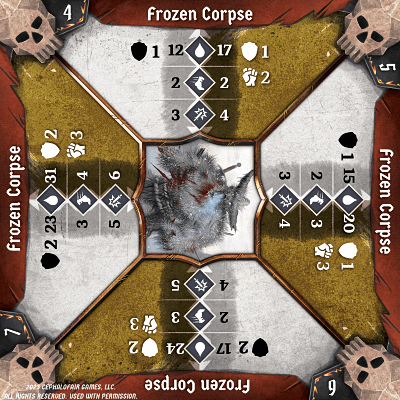 4
Frozen Corpse
1 12 17 1
2 2 2
3 4
5
Frozen Corpse
1 15 20 1
2 3 3
3 4
6
Frozen Corpse
2 17 24 2
2 3 3
4 5
7
Frozen Corpse
2 23 31 2
3 4 3
5 6
2023 CEPHALOFAIR GAMES, LLC.
ALL RIGHTS RESERVED. USED WITH PERMISSION.